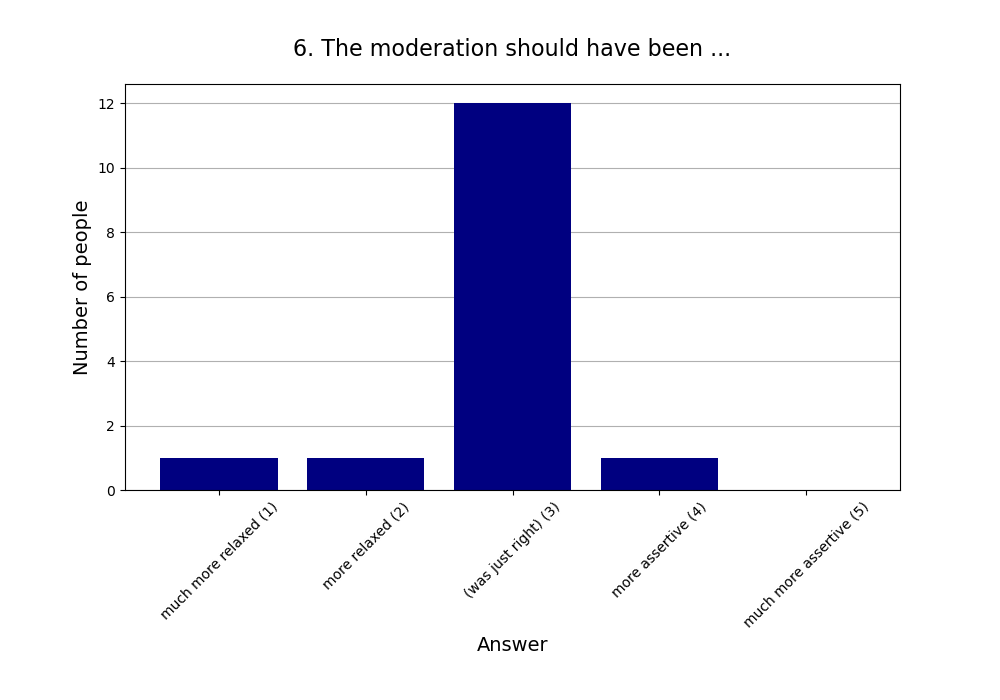 6. The moderation should have been ...
12
10
8
6
4
2
0
Number of people
much more relaxed (1)
more relaxed (2)
(was just right) (3)
more assertive (4)
much more assertive (5)
Answer